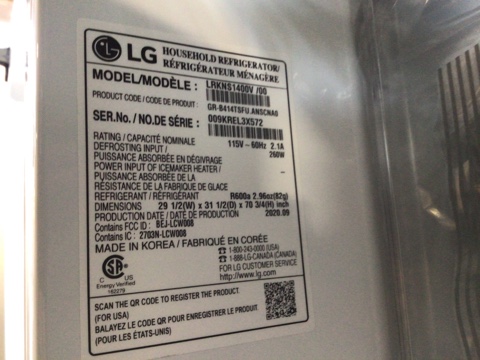 LG HOUSEHOLD REFRIGERATOR/
RÉFRIGÉRATEUR MÉNAGÈRE
MODEL/MODÈLE : LRKNS1400V /00
PRODUCT CODE / CODE DE PRODUIT : GR-B414TSFU.ANSCNA0
SER.No./ NO.DE SÉRIE : 009KREL3X572
RATING / CAPACITÉ NOMINALE 115V~60Hz 2.1A
DEFROSTING INPUT / 260W
PUISSANCE ABSORBÉE EN DÉGIVRAGE
POWER INPUT OF ICEMAKER HEATER / –
PUISSANCE ABSORBÉE DE LA –
RÉSISTANCE DE LA FABRIQUE DE GLACE
REFRIGERANT / RÉFRIGÉRANT R600a 2.96oz(82g)
DIMENSIONS 29 1/2(W) x 31 1/2(D) x 70 3/4(H) inch
PRODUCTION DATE / DATE DE PRODUCTION 2020.09
Contains FCC ID : BEJ-LCW008
Contains IC : 2703N-LCW008
MADE IN KOREA / FABRIQUÉ EN CORÉE
1-800-243-0000 (USA)
1-888-LG-CANADA (CANADA)
FOR LG CUSTOMER SERVICE
http://www.lg.com
C US
Energy Verified
162279
SCAN THE QR CODE TO REGISTER THE PRODUCT
(FOR USA)
BALAYEZ LE CODE QR POUR ENREGISTRER LE PRODUIT
(POUR LES ÉTATS-UNIS)